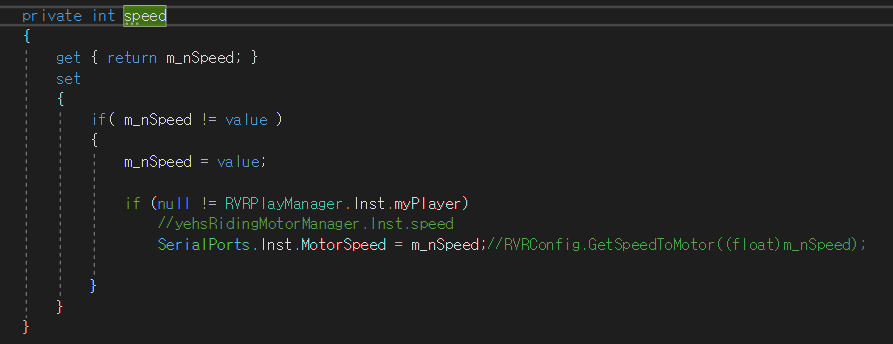 private int speed
{
get { return m_nSpeed; }
set
{
if( m_nSpeed != value )
{
m_nSpeed = value;
if (null != RVRPlayManager.Inst.myPlayer)
//yehsRidingMotorManager.Inst.speed
SerialPorts.Inst.MotorSpeed = m_nSpeed;//RVRConfig.GetSpeedToMotor((float)m_nSpeed);
}
}
}